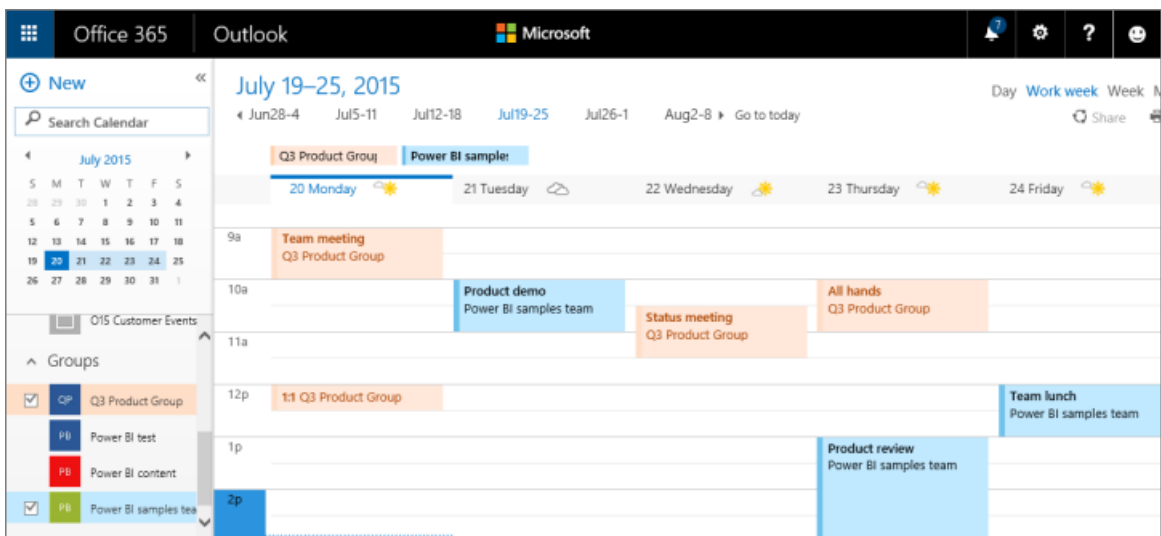 Office 365
Outlook
Microsoft
7
?
New
«
Search Calendar
July 2015
S M T W T F S
28 29 30 1 2 3 4
5 6 7 8 9 10 11
12 13 14 15 16 17 18
19 20 21 22 23 24 25
26 27 28 29 30 31 1
O15 Customer Events
Groups
QP Q3 Product Group
PB Power BI test
PB Power BI content
PB Power BI samples tea
July 19–25, 2015
Day Work week Week M
Jun28-4 Jul5-11 Jul12-18 Jul19-25 Jul26-1 Aug2-8 Go to today
Share
Q3 Product Grou
Power BI samples
20 Monday
21 Tuesday
22 Wednesday
23 Thursday
24 Friday
9a
Team meeting
Q3 Product Group
10a
Product demo
Power BI samples team
All hands
Q3 Product Group
Status meeting
Q3 Product Group
11a
12p
1:1 Q3 Product Group
Team lunch
Power BI samples team
1p
Product review
Power BI samples team
2p